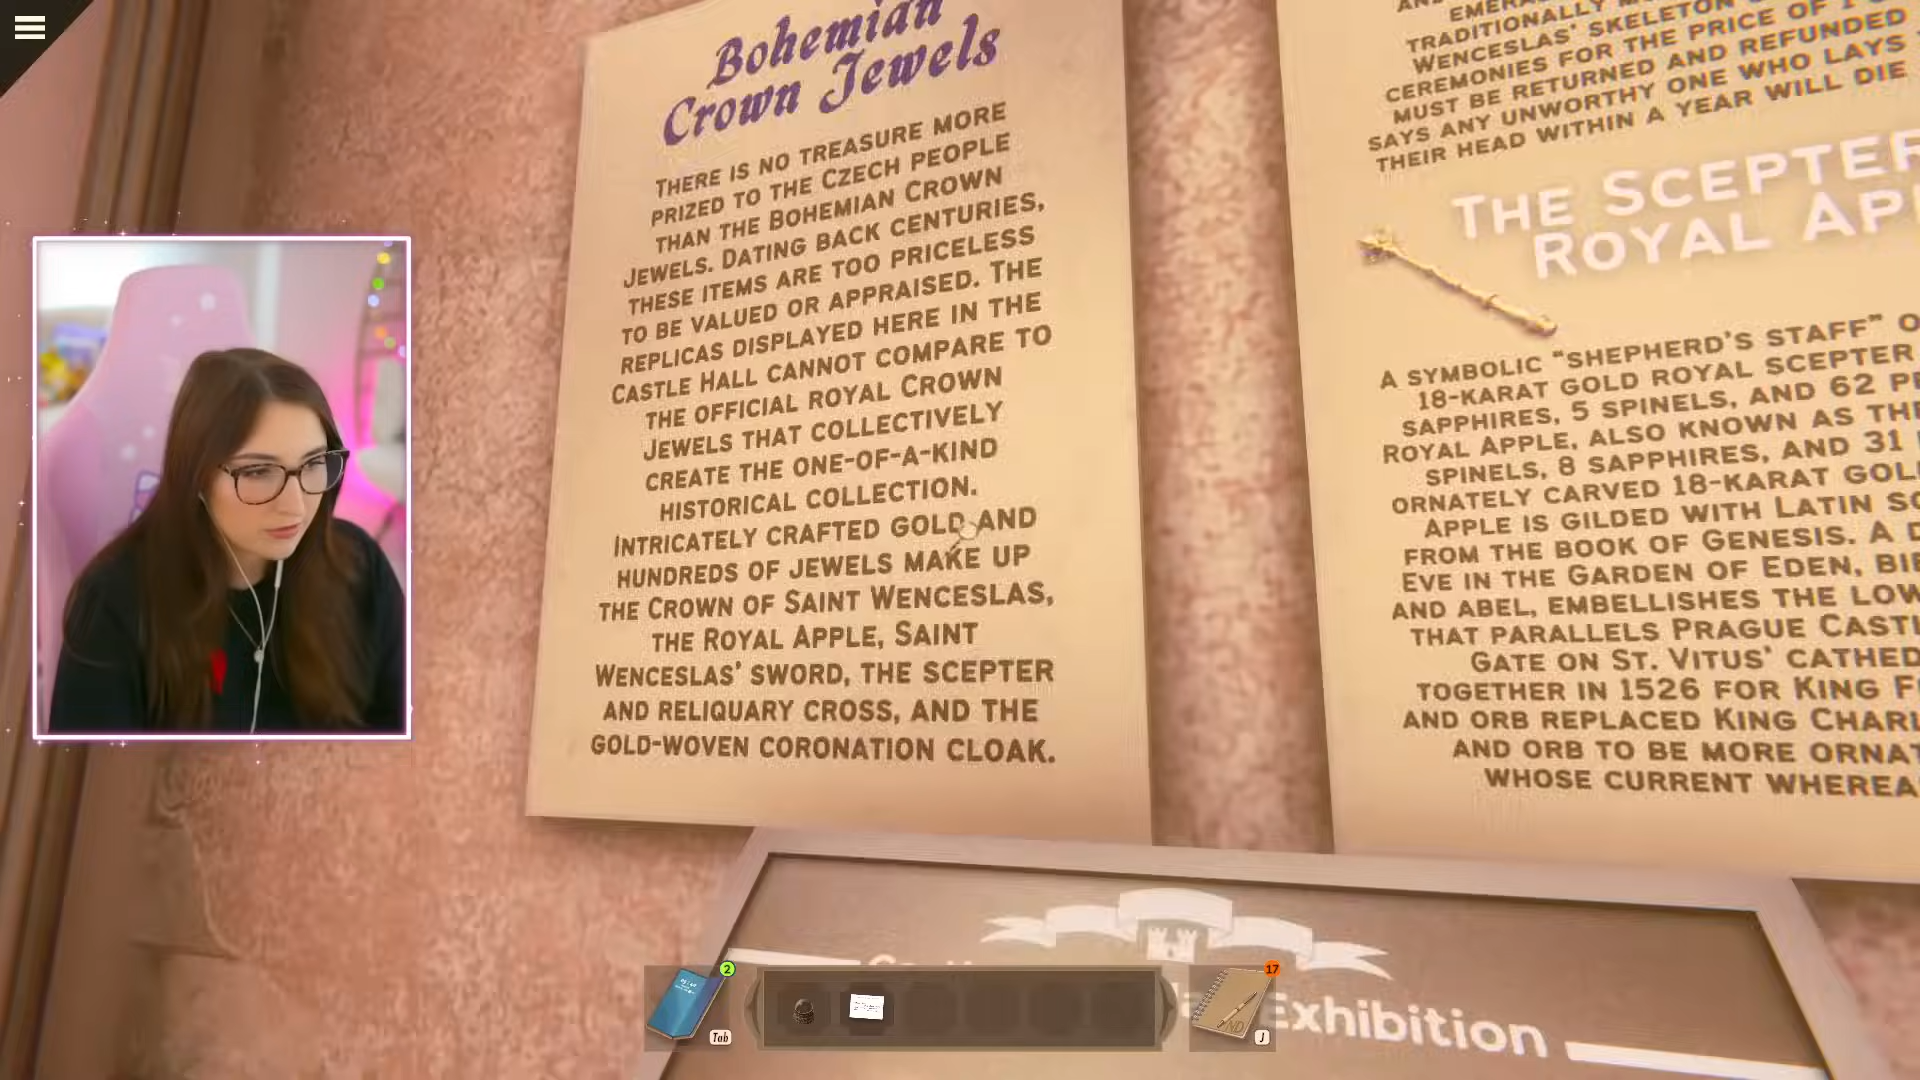 Bohemian
Crown Jewels
THERE IS NO TREASURE MORE
PRIZED TO THE CZECH PEOPLE
THAN THE BOHEMIAN CROWN
JEWELS. DATING BACK CENTURIES,
THESE ITEMS ARE TOO PRICELESS
TO BE VALUED OR APPRAISED. THE
REPLICAS DISPLAYED HERE IN THE
CASTLE HALL CANNOT COMPARE TO
THE OFFICIAL ROYAL CROWN
JEWELS THAT COLLECTIVELY
CREATE THE ONE-OF-A-KIND
HISTORICAL COLLECTION.
INTRICATELY CRAFTED GOLD AND
HUNDREDS OF JEWELS MAKE UP
THE CROWN OF SAINT WENCESLAS,
THE ROYAL APPLE, SAINT
WENCESLAS' SWORD, THE SCEPTER
AND RELIQUARY CROSS, AND THE
GOLD-WOVEN CORONATION CLOAK.
TRADITIONALLY
WENCESLAS' SKELETON
CEREMONIES FOR THE PRICE OF 1
MUST BE RETURNED AND REFUNDED
SAYS ANY UNWORTHY ONE WHO LAYS
THEIR HEAD WITHIN A YEAR WILL DIE
THE SCEPTER
ROYAL
A SYMBOLIC "SHEPHERD'S STAFF"
18-KARAT GOLD ROYAL SCEPTER
SAPPHIRES, 5 SPINELS, AND 62
ROYAL APPLE, ALSO KNOWN AS
SPINELS, 8 SAPPHIRES, AND 31
ORNATELY CARVED 18-KARAT
APPLE IS GILDED WITH LATIN
FROM THE BOOK OF GENESIS. A
EVE IN THE GARDEN OF EDEN,
AND ABEL, EMBELLISHES THE
THAT PARALLELS PRAGUE
GATE ON ST. VITUS'
TOGETHER IN 1526 FOR KING
AND ORB REPLACED KING
AND ORB TO BE MORE
WHOSE CURRENT
Exhibition
2
Tab
17
J
ND